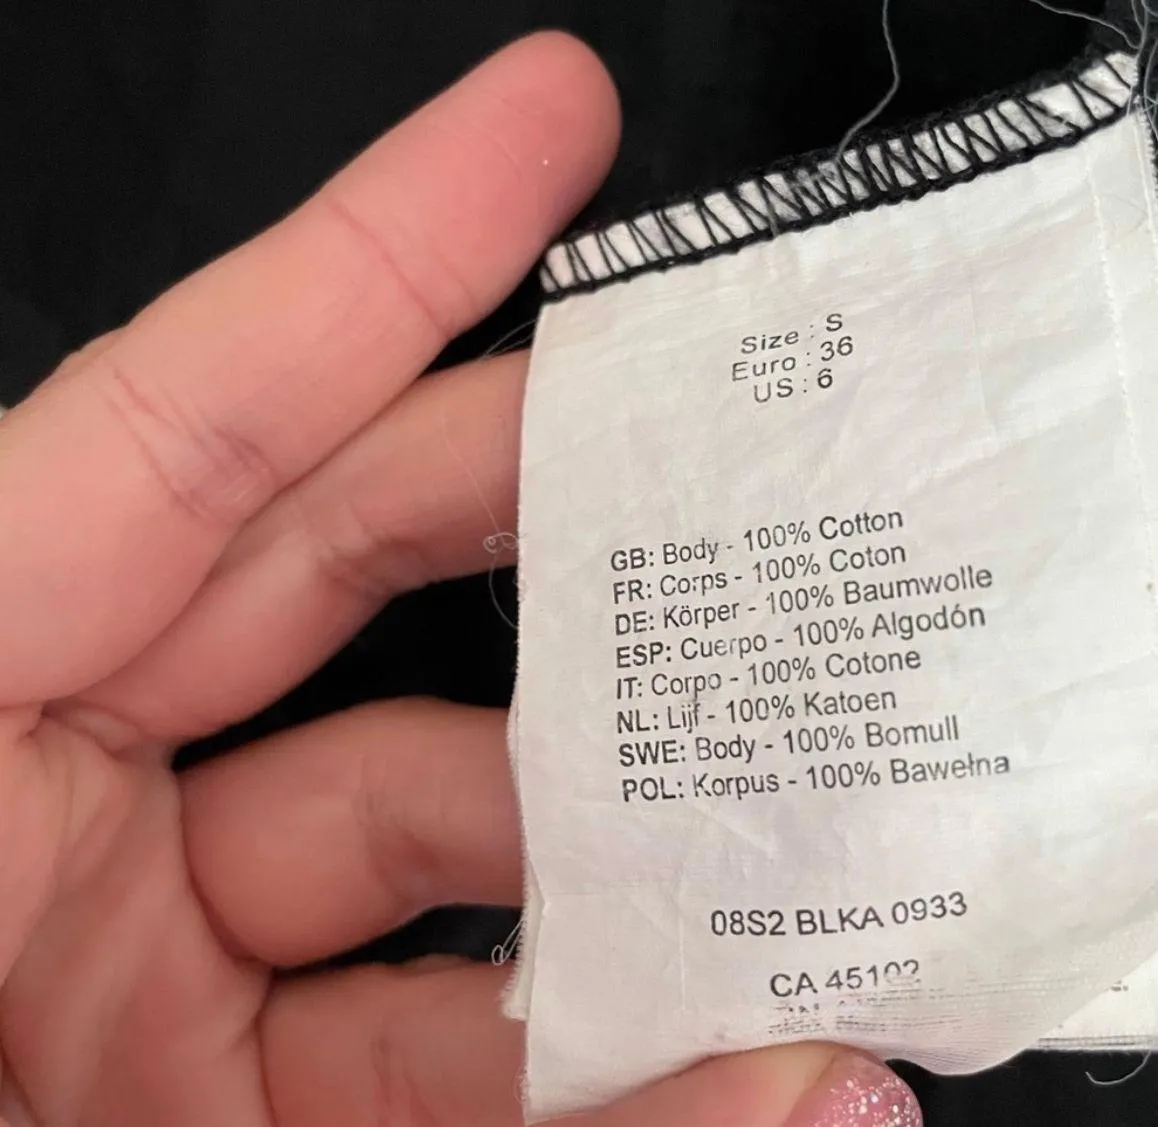 Size : S
Euro : 36
US : 6
GB: Body - 100% Cotton
FR: Corps - 100% Coton
DE: Körper - 100% Baumwolle
ESP: Cuerpo - 100% Algodón
IT: Corpo - 100% Cotone
NL: Lijf - 100% Katoen
SWE: Body - 100% Bomull
POL: Korpus - 100% Bawełna
08S2 BLKA 0933
CA